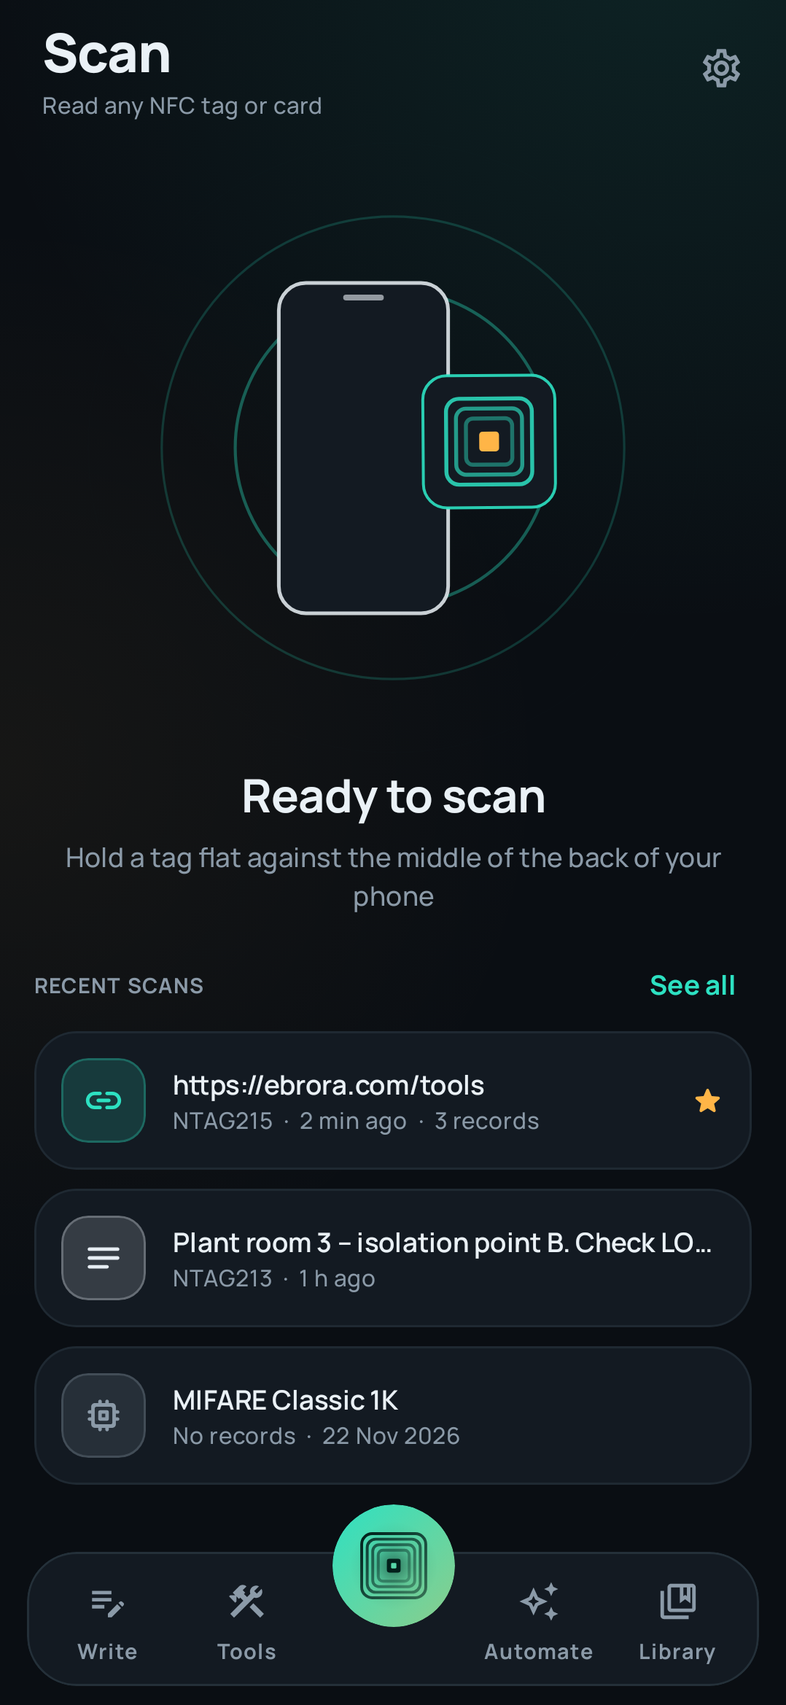 Scan
Read any NFC tag or card
Ready to scan
Hold a tag flat against the middle of the back of your
phone
RECENT SCANS
See all
https://ebrora.com/tools
NTAG215 · 2 min ago · 3 records
Plant room 3 – isolation point B. Check LO...
NTAG213 · 1 h ago
MIFARE Classic 1K
No records · 22 Nov 2026
Write
Tools
Automate
Library